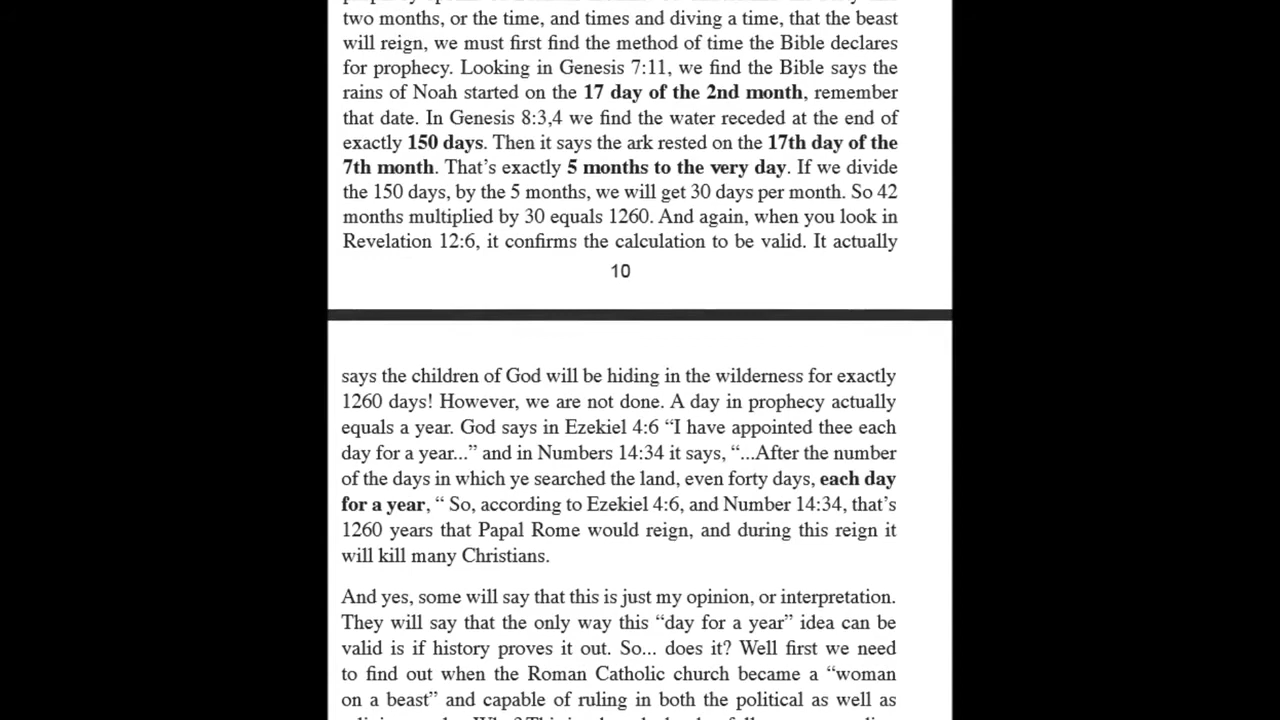 two months, or the time, and times and diving a time, that the beast
will reign, we must first find the method of time the Bible declares
for prophecy. Looking in Genesis 7:11, we find the Bible says the
rains of Noah started on the 17 day of the 2nd month, remember
that date. In Genesis 8:3,4 we find the water receded at the end of
exactly 150 days. Then it says the ark rested on the 17th day of the
7th month. That’s exactly 5 months to the very day. If we divide
the 150 days, by the 5 months, we will get 30 days per month. So 42
months multiplied by 30 equals 1260. And again, when you look in
Revelation 12:6, it confirms the calculation to be valid. It actually
10
says the children of God will be hiding in the wilderness for exactly
1260 days! However, we are not done. A day in prophecy actually
equals a year. God says in Ezekiel 4:6 “I have appointed thee each
day for a year...” and in Numbers 14:34 it says, “...After the number
of the days in which ye searched the land, even forty days, each day
for a year, “ So, according to Ezekiel 4:6, and Number 14:34, that’s
1260 years that Papal Rome would reign, and during this reign it
will kill many Christians.
And yes, some will say that this is just my opinion, or interpretation.
They will say that the only way this “day for a year” idea can be
valid is if history proves it out. So... does it? Well first we need
to find out when the Roman Catholic church became a “woman
on a beast” and capable of ruling in both the political as well as